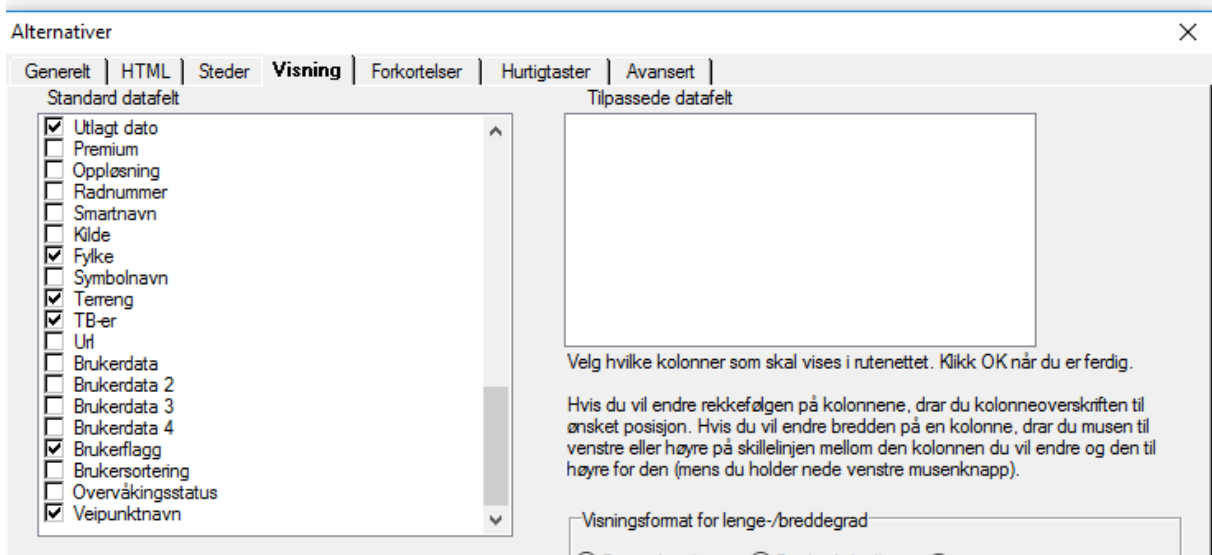 Alternativer
Generelt HTML Steder Visning Forkortelser Hurtigtaster Avansert
Standard datafelt
Utlagt dato
Premium
Oppløsning
Radnummer
Smartnavn
Kilde
Fylke
Symbolnavn
Terreng
TB-er
Url
Brukerdata
Brukerdata 2
Brukerdata 3
Brukerdata 4
Brukerflagg
Brukersortering
Overvåkingsstatus
Veipunktnavn
Tilpassede datafelt
Velg hvilke kolonner som skal vises i rutenettet. Klikk OK når du er ferdig.
Hvis du vil endre rekkefølgen på kolonnene, drar du kolonneoverskriften til
ønsket posisjon. Hvis du vil endre bredden på en kolonne, drar du musen til
venstre eller høyre på skillelinjen mellom den kolonnen du vil endre og den til
høyre for den (mens du holder nede venstre musenknapp).
Visningsformat for lenge-/breddegrad